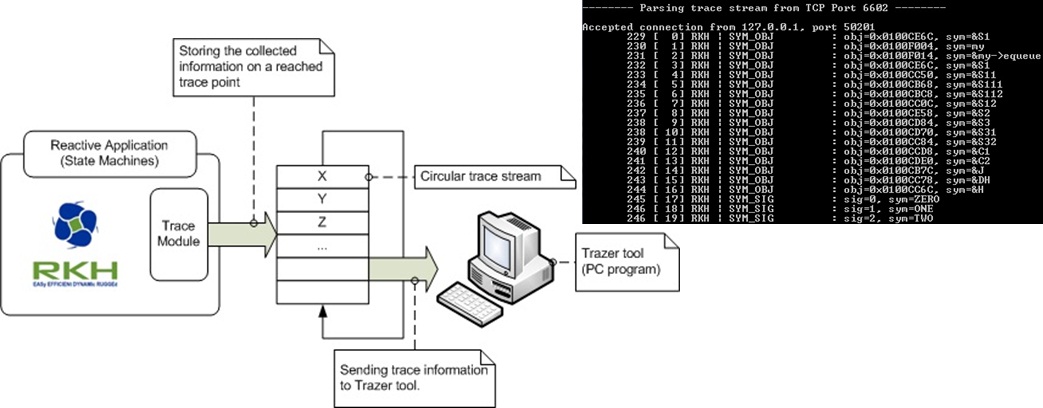 Storing the collected
information on a reached
trace point
Reactive Application
(State Machines)
Trace
Module
RKH
EASy EFFICIENt DYNAMIc RUGGEd
X
Y
Z
...
Circular trace stream
Trazer tool
(PC program)
Sending trace information
to Trazer tool.
-------- Parsing trace stream from TCP Port 6602 --------
Accepted connection from 127.0.0.1, port 50201
229 [ 0] RKH | SYM_OBJ : obj=0x0100CE6C, sym=&S1
230 [ 1] RKH | SYM_OBJ : obj=0x0100F004, sym=my
231 [ 2] RKH | SYM_OBJ : obj=0x0100F014, sym=&my->equeue
232 [ 3] RKH | SYM_OBJ : obj=0x0100CE6C, sym=&S1
233 [ 4] RKH | SYM_OBJ : obj=0x0100CC50, sym=&S11
234 [ 5] RKH | SYM_OBJ : obj=0x0100CB68, sym=&S111
235 [ 6] RKH | SYM_OBJ : obj=0x0100CBC8, sym=&S112
236 [ 7] RKH | SYM_OBJ : obj=0x0100CC0C, sym=&S12
237 [ 8] RKH | SYM_OBJ : obj=0x0100CE58, sym=&S2
238 [ 9] RKH | SYM_OBJ : obj=0x0100CD84, sym=&S3
238 [ 10] RKH | SYM_OBJ : obj=0x0100CD70, sym=&S31
239 [ 11] RKH | SYM_OBJ : obj=0x0100CC84, sym=&S32
240 [ 12] RKH | SYM_OBJ : obj=0x0100CCD8, sym=&C1
241 [ 13] RKH | SYM_OBJ : obj=0x0100CDE0, sym=&C2
242 [ 14] RKH | SYM_OBJ : obj=0x0100CB7C, sym=&J
243 [ 15] RKH | SYM_OBJ : obj=0x0100CC78, sym=&DH
244 [ 16] RKH | SYM_OBJ : obj=0x0100CC6C, sym=&H
245 [ 17] RKH | SYM_SIG : sig=0, sym=ZERO
246 [ 18] RKH | SYM_SIG : sig=1, sym=ONE
246 [ 19] RKH | SYM_SIG : sig=2, sym=TWO